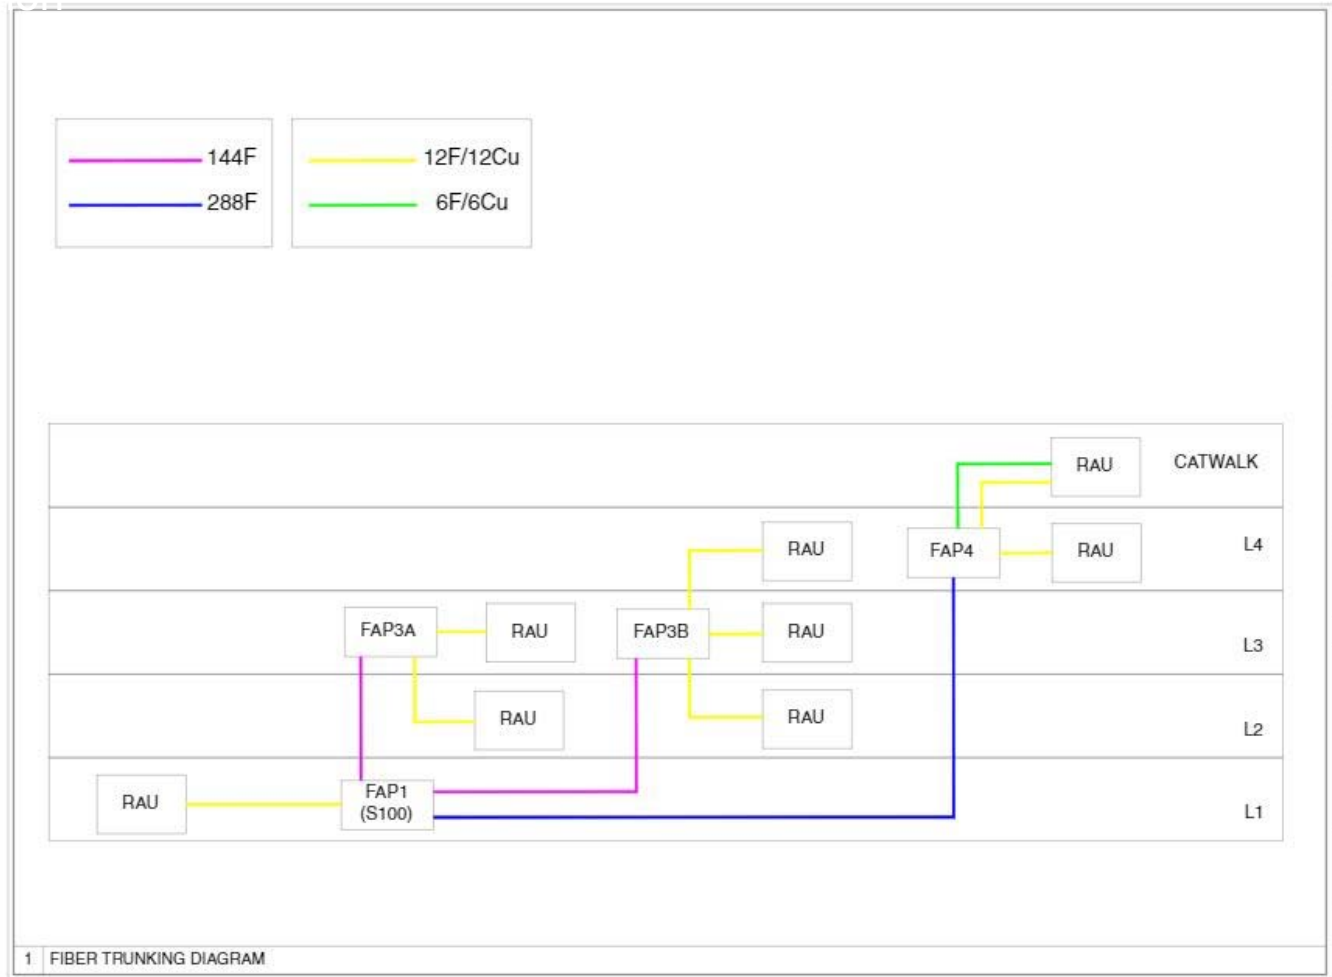 144F
288F
12F/12Cu
6F/6Cu
RAU
CATWALK
RAU
FAP4
RAU
L4
FAP3A
RAU
FAP3B
RAU
L3
RAU
RAU
L2
RAU
FAP1
(S100)
L1
1 FIBER TRUNKING DIAGRAM